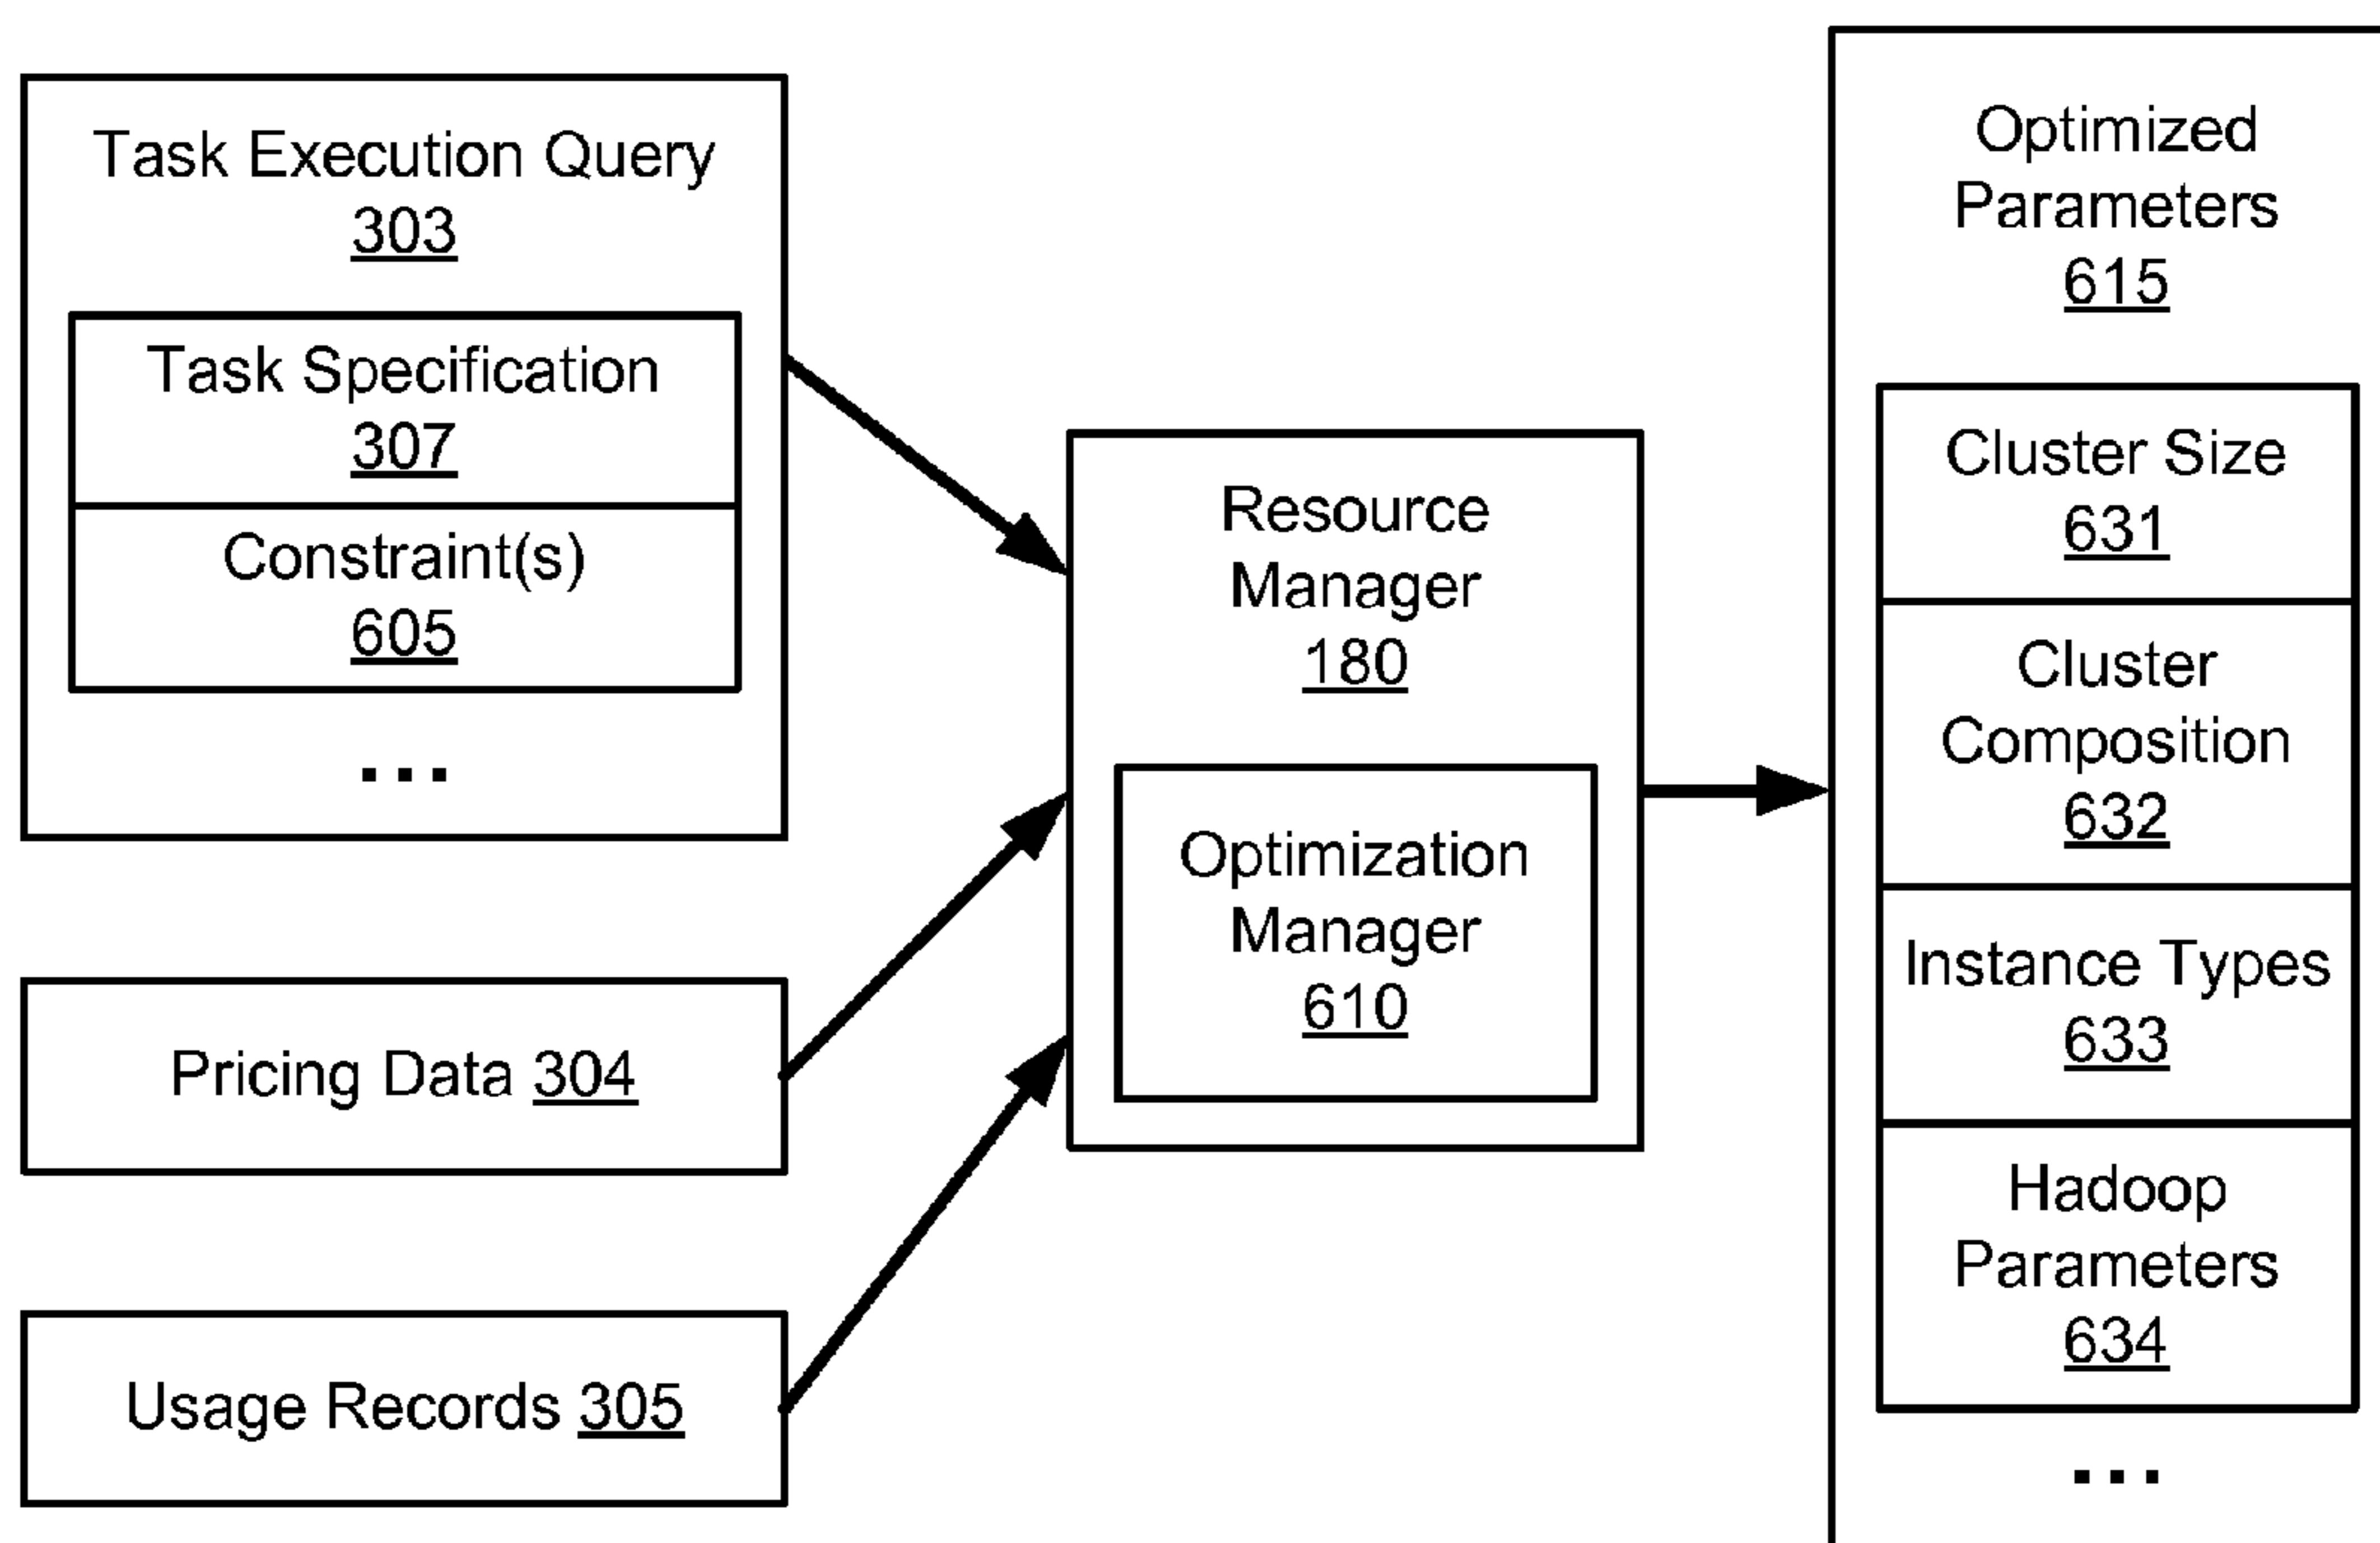 Task Execution Query
303
Task Specification
307
Constraint(s)
605
...
Pricing Data 304
Usage Records 305
Resource
Manager
180
Optimization
Manager
610
Optimized
Parameters
615
Cluster Size
631
Cluster
Composition
632
Instance Types
633
Hadoop
Parameters
634
...